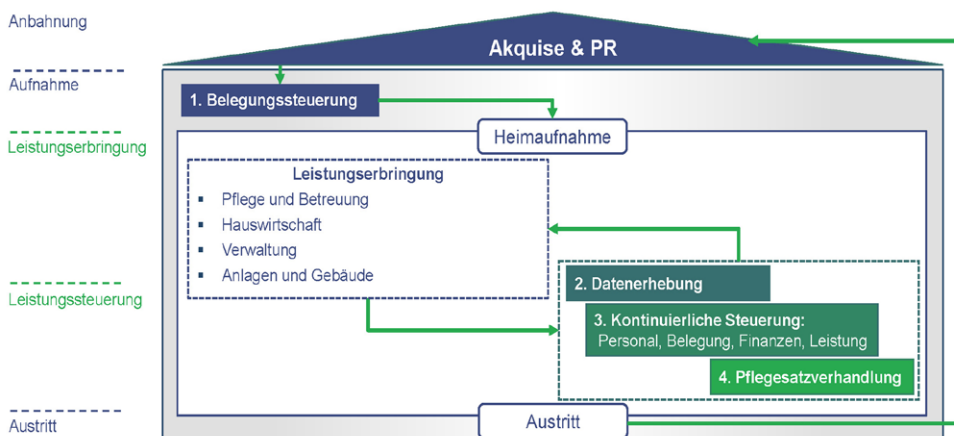 Anbahnung
Akquise & PR
Aufnahme
1. Belegungssteuerung
Heimaufnahme
Leistungserbringung
Leistungserbringung
▪ Pflege und Betreuung
▪ Hauswirtschaft
▪ Verwaltung
▪ Anlagen und Gebäude
Leistungssteuerung
2. Datenerhebung
3. Kontinuierliche Steuerung:
Personal, Belegung, Finanzen, Leistung
4. Pflegesatzverhandlung
Austritt
Austritt